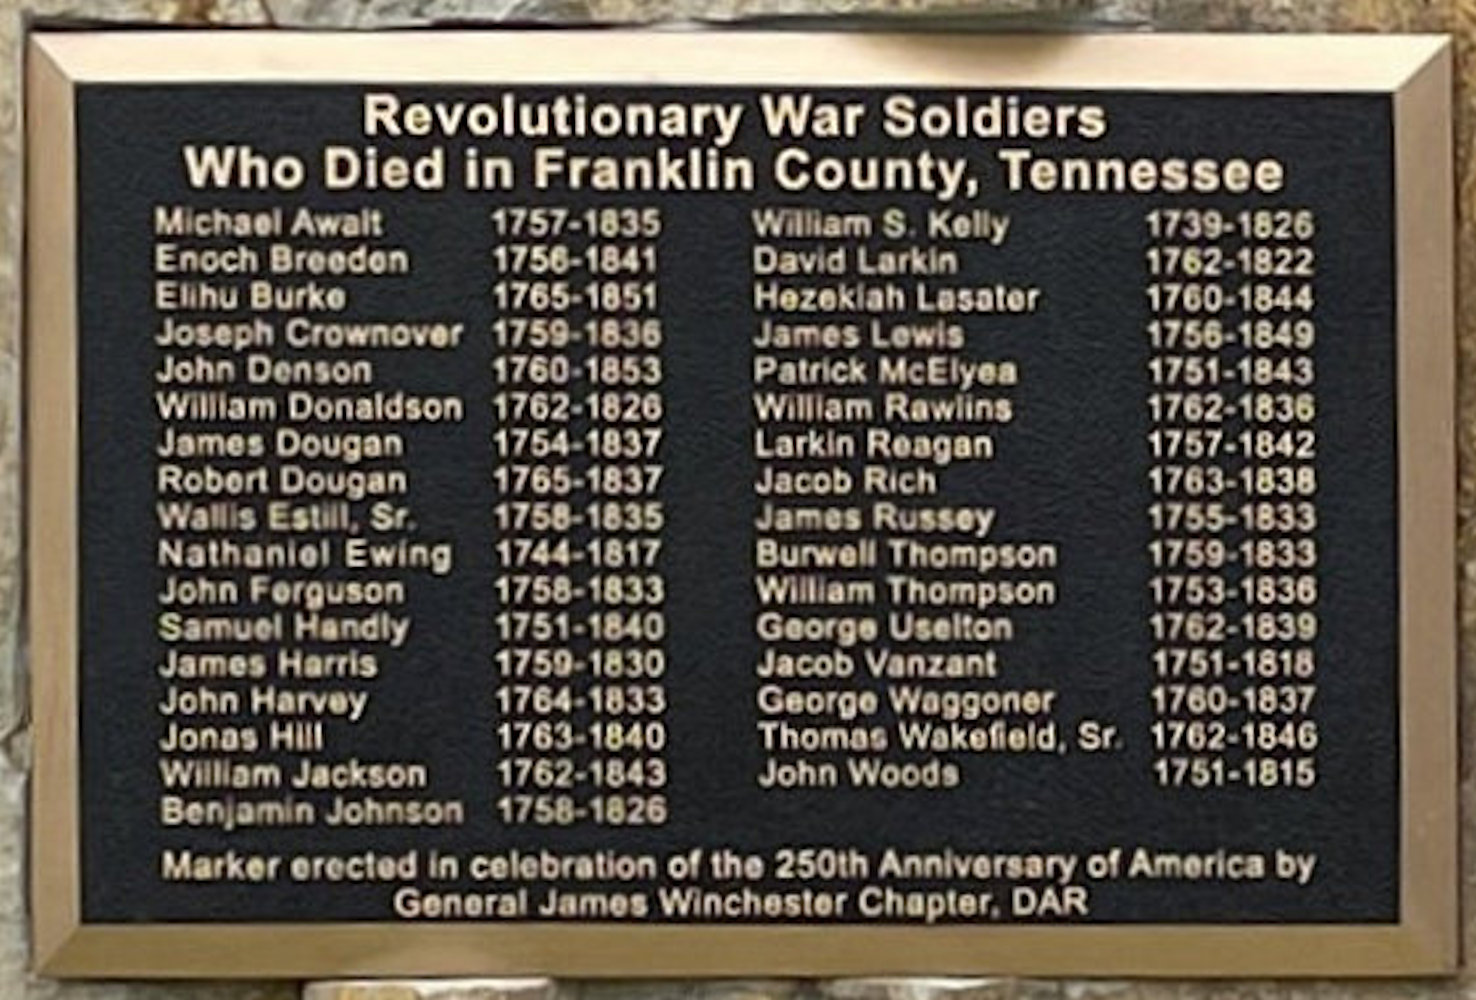 Revolutionary War Soldiers
Who Died in Franklin County, Tennessee
Michael Awalt 1757-1835
Enoch Breeden 1756-1841
Elihu Burke 1765-1851
Joseph Crownover 1759-1836
John Denson 1760-1853
William Donaldson 1762-1826
James Dougan 1754-1837
Robert Dougan 1765-1837
Wallis Estill, Sr. 1758-1835
Nathaniel Ewing 1744-1817
John Ferguson 1758-1833
Samuel Handly 1751-1840
James Harris 1759-1830
John Harvey 1764-1833
Jonas Hill 1763-1840
William Jackson 1762-1843
Benjamin Johnson 1758-1826
William S. Kelly 1739-1826
David Larkin 1762-1822
Hezekiah Lasater 1760-1844
James Lewis 1756-1849
Patrick McElyea 1751-1843
William Rawlins 1762-1836
Larkin Reagan 1757-1842
Jacob Rich 1763-1838
James Russey 1755-1833
Burwell Thompson 1759-1833
William Thompson 1753-1836
George Uselton 1762-1839
Jacob Vanzant 1751-1818
George Waggoner 1760-1837
Thomas Wakefield, Sr. 1762-1846
John Woods 1751-1815
Marker erected in celebration of the 250th Anniversary of America by
General James Winchester Chapter, DAR